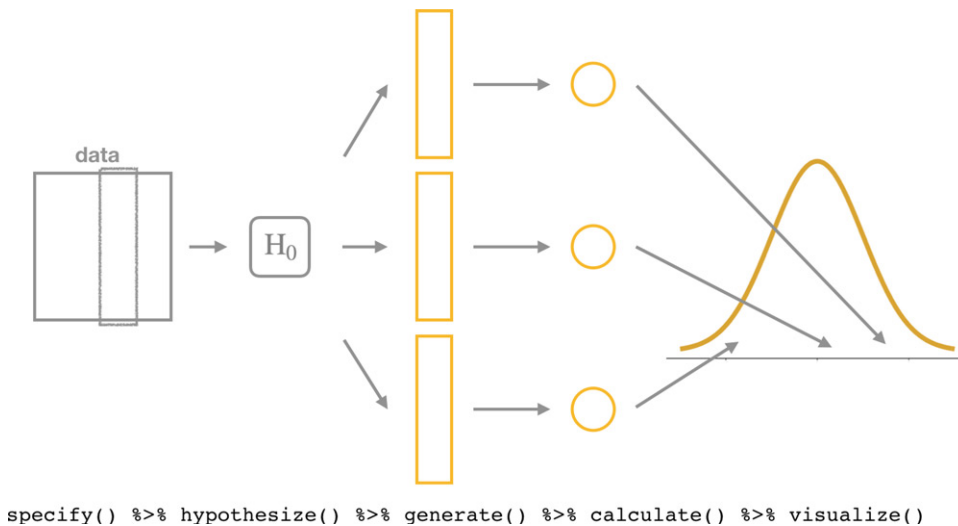 data
H₀
specify() %>% hypothesize() %>% generate() %>% calculate() %>% visualize()